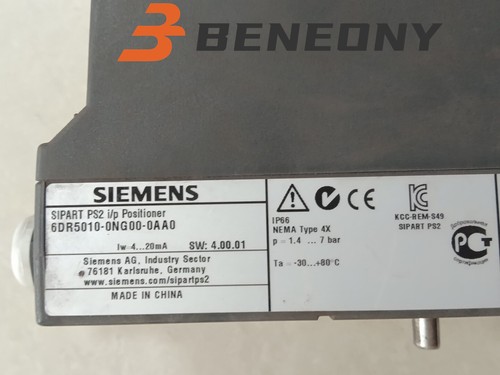 BENEONY
SIEMENS
SIPART PS2 i/p Positioner
6DR5010-0NG00-0AA0
Iw=4...20mA SW: 4.00.01
Siemens AG, Industry Sector
76181 Karlsruhe, Germany
www.siemens.com/sipartps2
MADE IN CHINA
IP66
NEMA Type 4X
p = 1.4 ... 7 bar
Ta = -30...+80°C
KCC-REM-S49
SIPART PS2